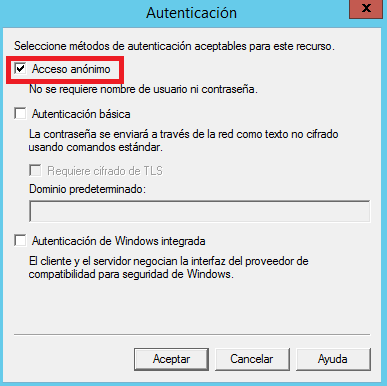 Autenticación
x
Seleccione métodos de autenticación aceptables para este recurso.
Acceso anónimo
No se requiere nombre de usuario ni contraseña.
Autenticación básica
La contraseña se enviará a través de la red como texto no cifrado
usando comandos estándar.
Requiere cifrado de TLS
Dominio predeterminado:
Autenticación de Windows integrada
El cliente y el servidor negocian la interfaz del proveedor de
compatibilidad para seguridad de Windows.
Aceptar
Cancelar
Ayuda